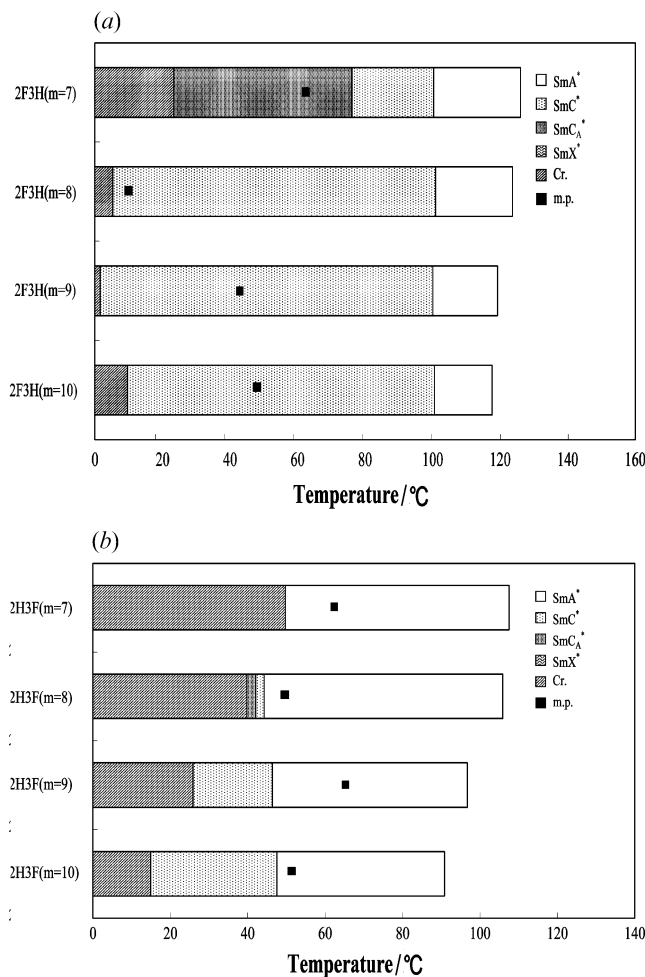 (a)
2F3H(m=7)
2F3H(m=8)
2F3H(m=9)
2F3H(m=10)
SmA*
SmC*
SmCA*
SmX*
Cr.
m.p.
0 20 40 60 80 100 120 140 160
Temperature/℃
(b)
2H3F(m=7)
2H3F(m=8)
2H3F(m=9)
2H3F(m=10)
SmA*
SmC*
SmCA*
SmX*
Cr.
m.p.
0 20 40 60 80 100 120 140
Temperature/℃